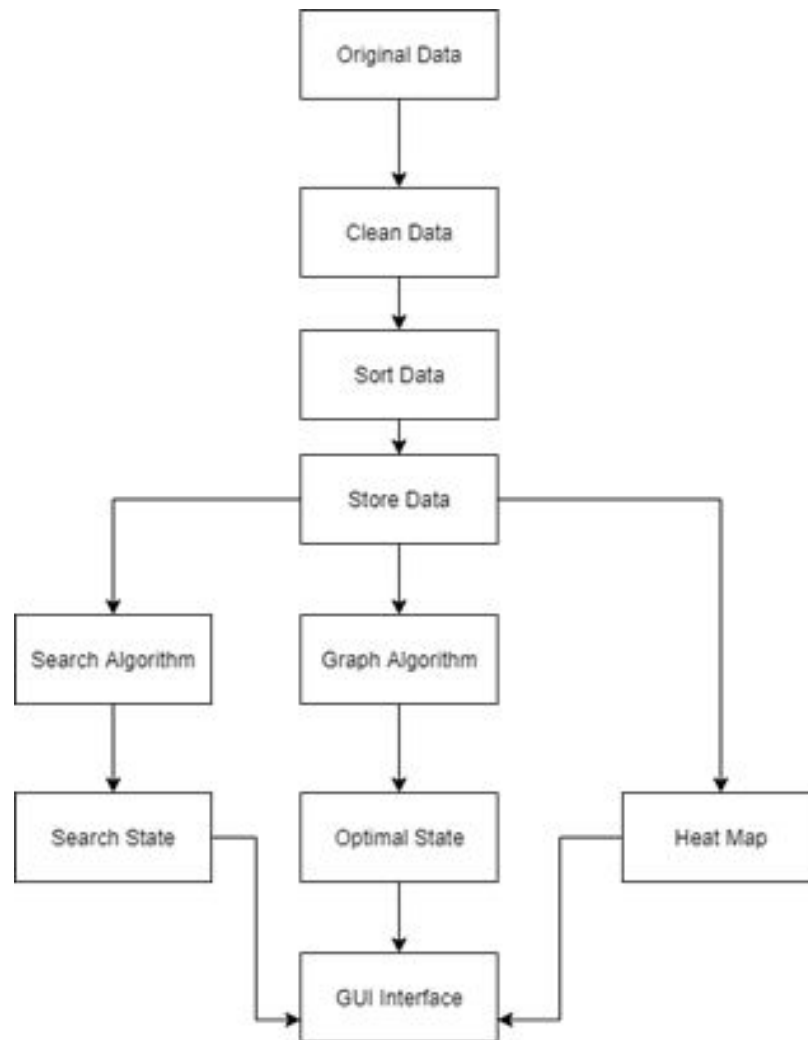 Original Data
Clean Data
Sort Data
Store Data
Search Algorithm
Graph Algorithm
Search State
Optimal State
Heat Map
GUI Interface